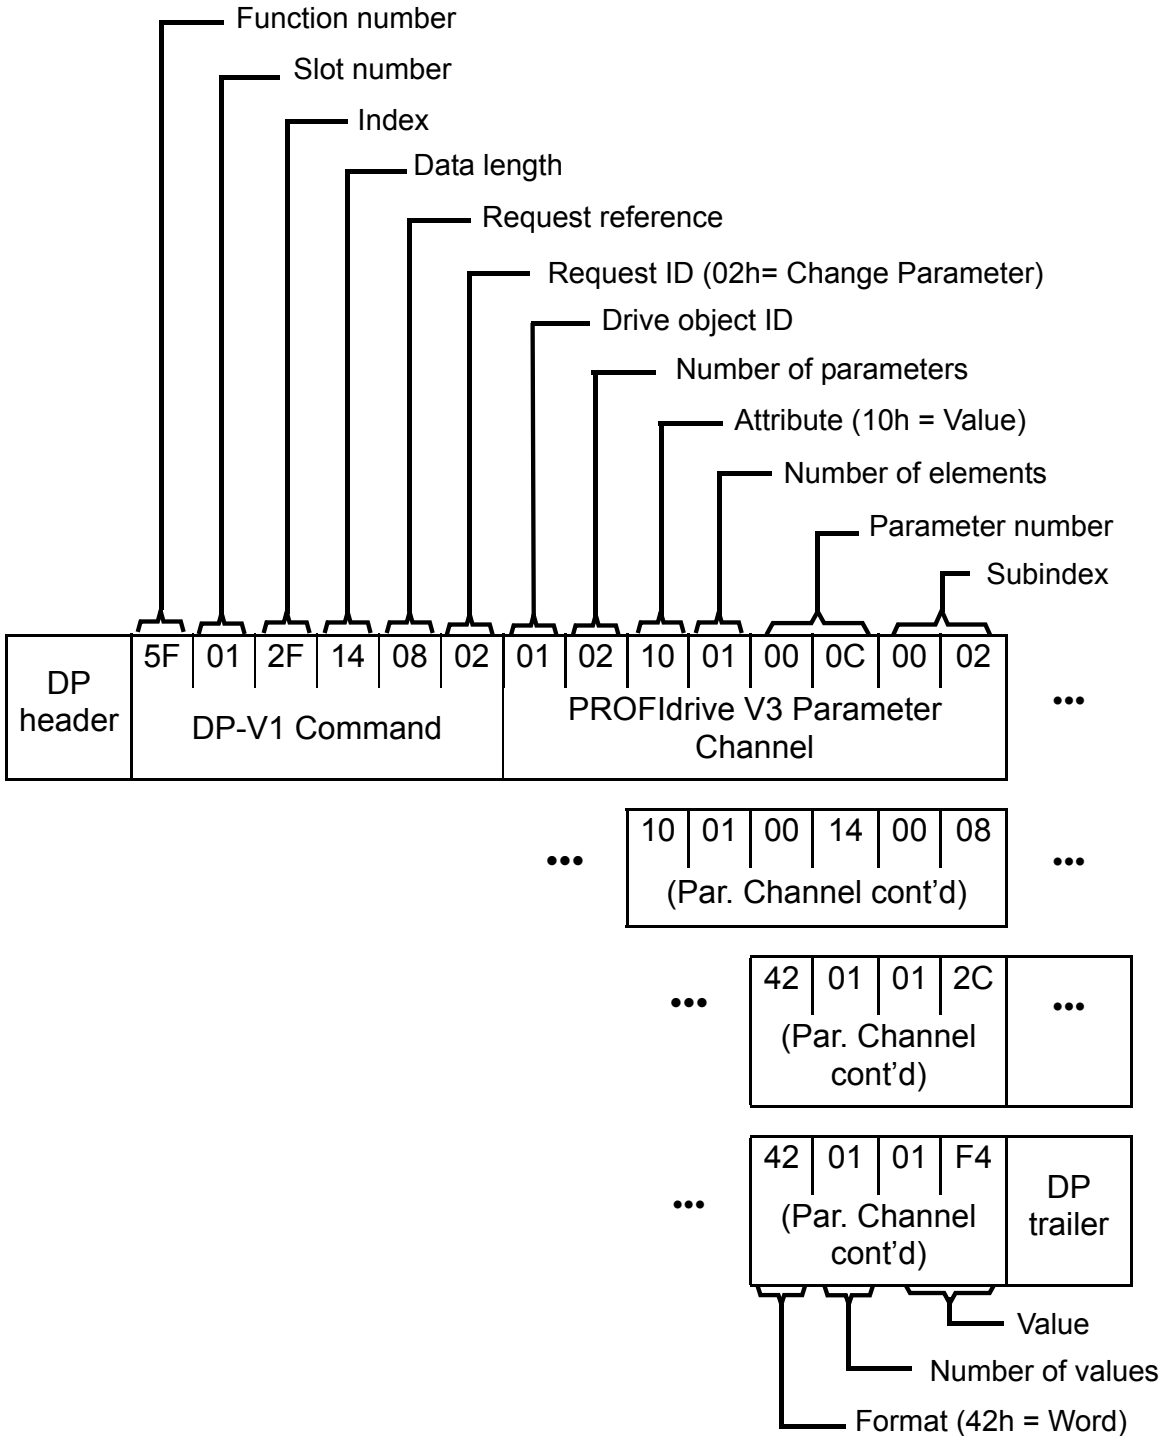 Function number
Slot number
Index
Data length
Request reference
Request ID (02h= Change Parameter)
Drive object ID
Number of parameters
Attribute (10h = Value)
Number of elements
Parameter number
Subindex
DP
header
5F 01 2F 14 08 02 01 02 10 01 00 0C 00 02
DP-V1 Command
PROFIdrive V3 Parameter
Channel
•••
•••
10 01 00 14 00 08
(Par. Channel cont’d)
•••
•••
42 01 01 2C
(Par. Channel
cont’d)
•••
•••
42 01 01 F4
(Par. Channel
cont’d)
DP
trailer
Value
Number of values
Format (42h = Word)